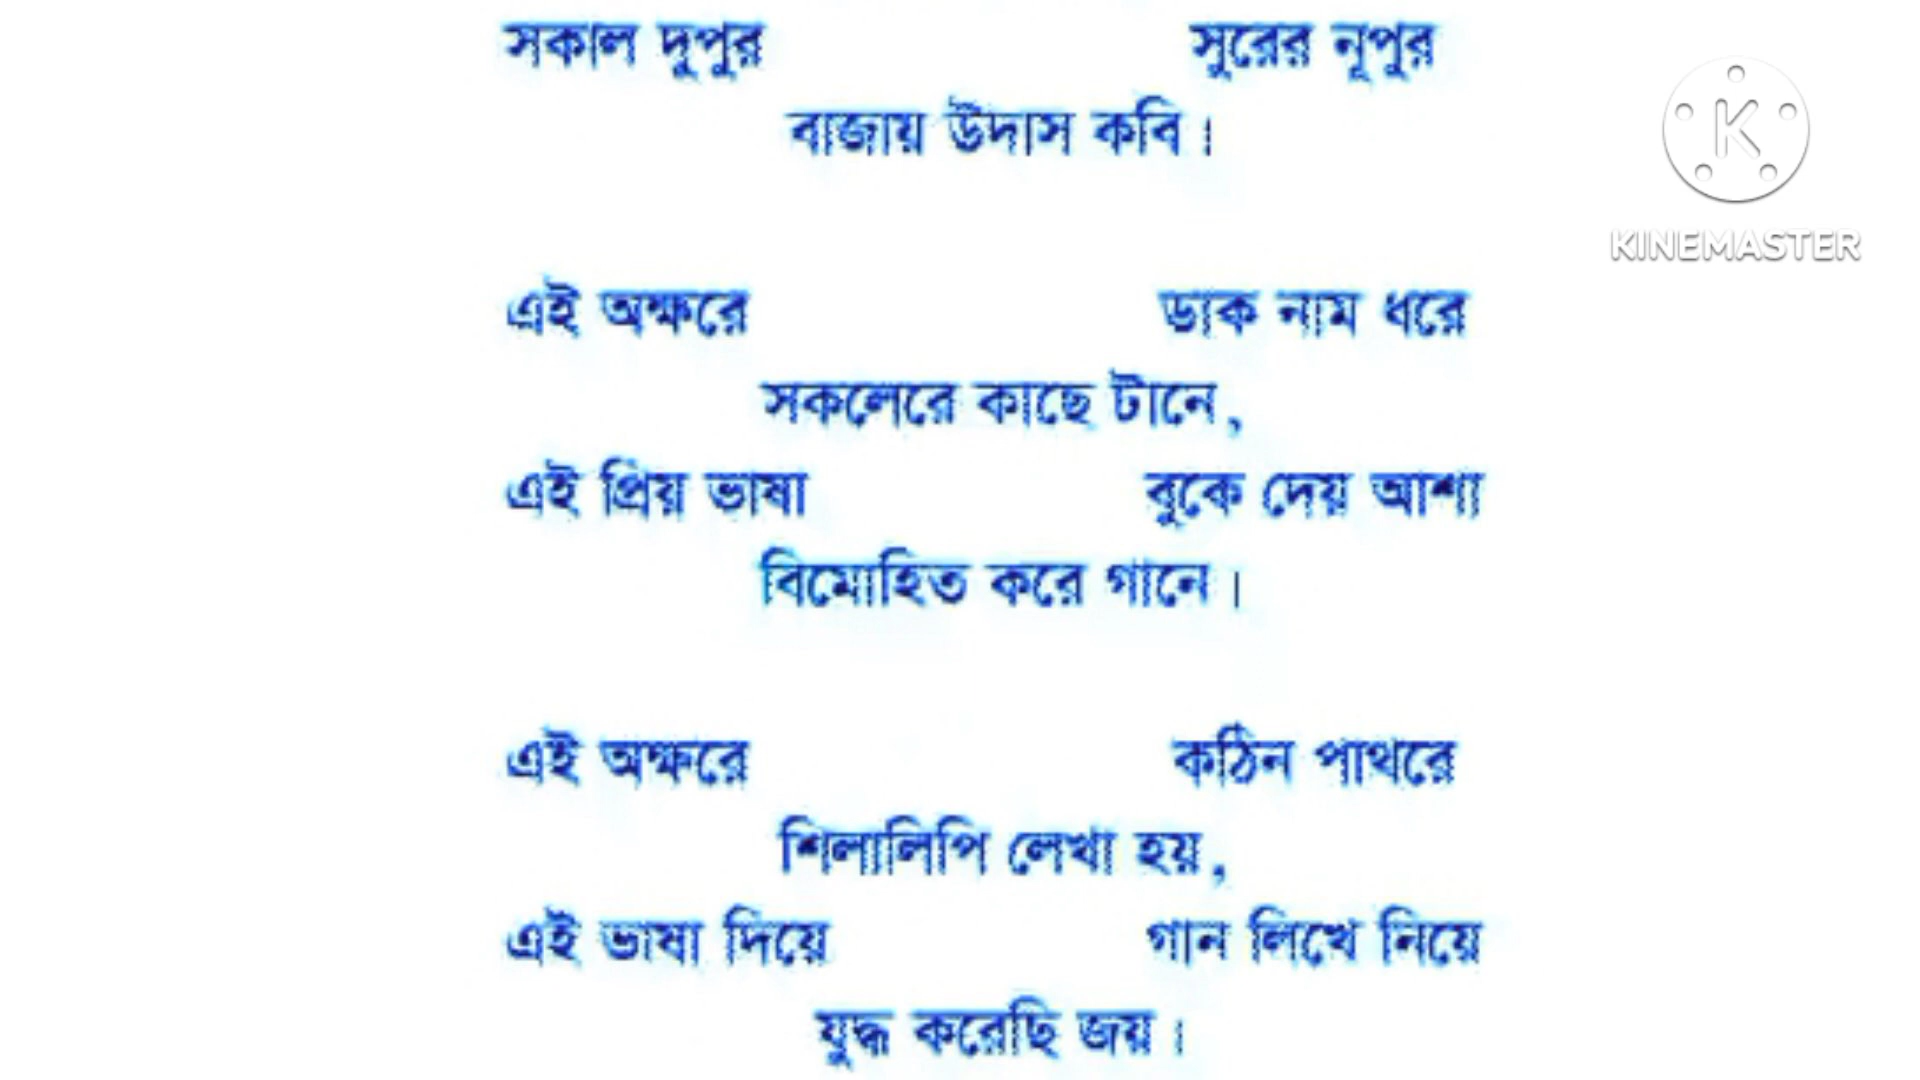 সকাল দুপুর সুরের নূপুর
বাজায় উদাস কবি।
এই অক্ষরে ডাক নাম ধরে
সকলেরে কাছে টানে,
এই প্রিয় ভাষা বুকে দেয় আশা
বিমোহিত করে গানে।
এই অক্ষরে কঠিন পাথরে
শিলালিপি লেখা হয়,
এই ভাষা দিয়ে গান লিখে নিয়ে
যুদ্ধ করেছি জয়।
K
KINEMASTER